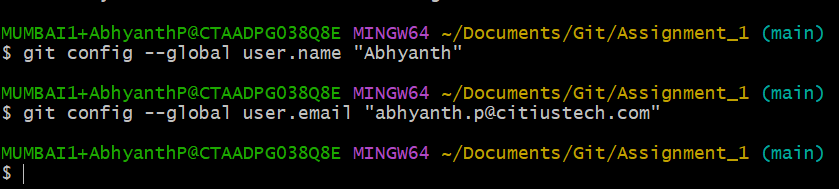 MUMBAI1+AbhyanthP@CTAADPG038Q8E MINGW64 ~/Documents/Git/Assignment_1 (main)
$ git config --global user.name "Abhyanth"
MUMBAI1+AbhyanthP@CTAADPG038Q8E MINGW64 ~/Documents/Git/Assignment_1 (main)
$ git config --global user.email "abhyanth.p@citiustech.com"
MUMBAI1+AbhyanthP@CTAADPG038Q8E MINGW64 ~/Documents/Git/Assignment_1 (main)
$